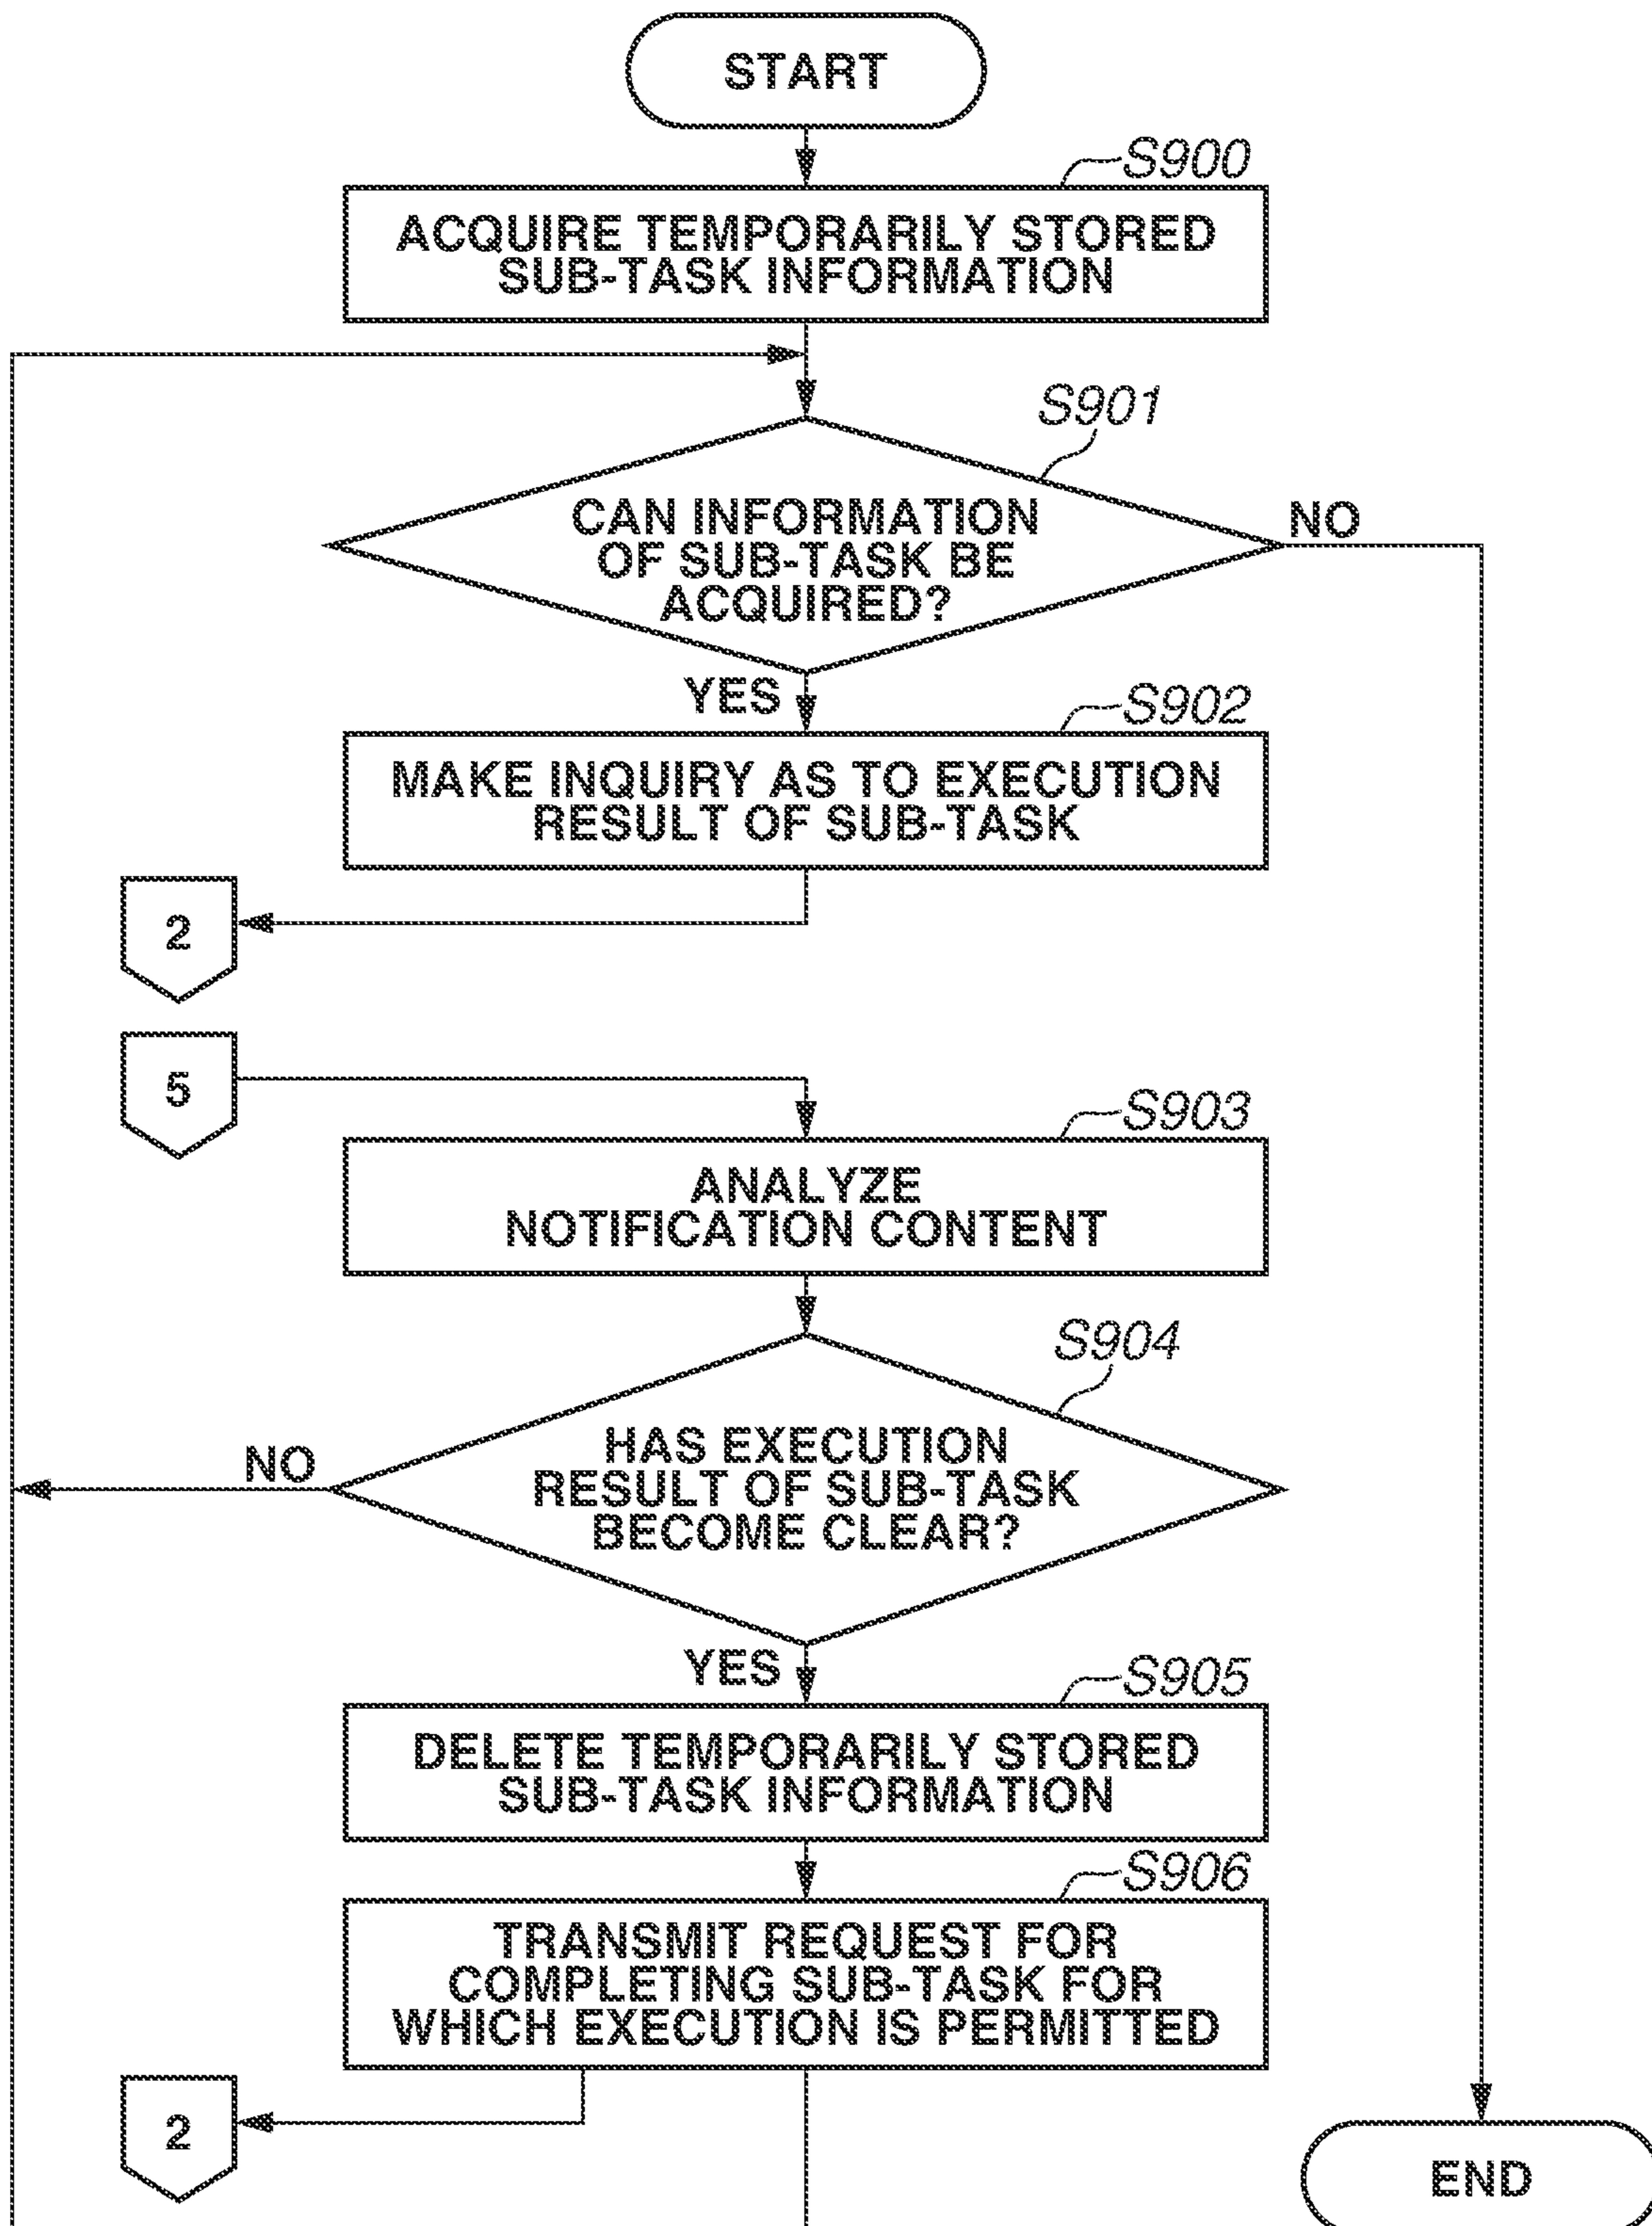 START
S900
ACQUIRE TEMPORARILY STORED
SUB-TASK INFORMATION
S901
CAN INFORMATION
OF SUB-TASK BE
ACQUIRED?
NO
YES
S902
MAKE INQUIRY AS TO EXECUTION
RESULT OF SUB-TASK
2
5
S903
ANALYZE
NOTIFICATION CONTENT
S904
HAS EXECUTION
RESULT OF SUB-TASK
BECOME CLEAR?
NO
YES
S905
DELETE TEMPORARILY STORED
SUB-TASK INFORMATION
S906
TRANSMIT REQUEST FOR
COMPLETING SUB-TASK FOR
WHICH EXECUTION IS PERMITTED
2
END